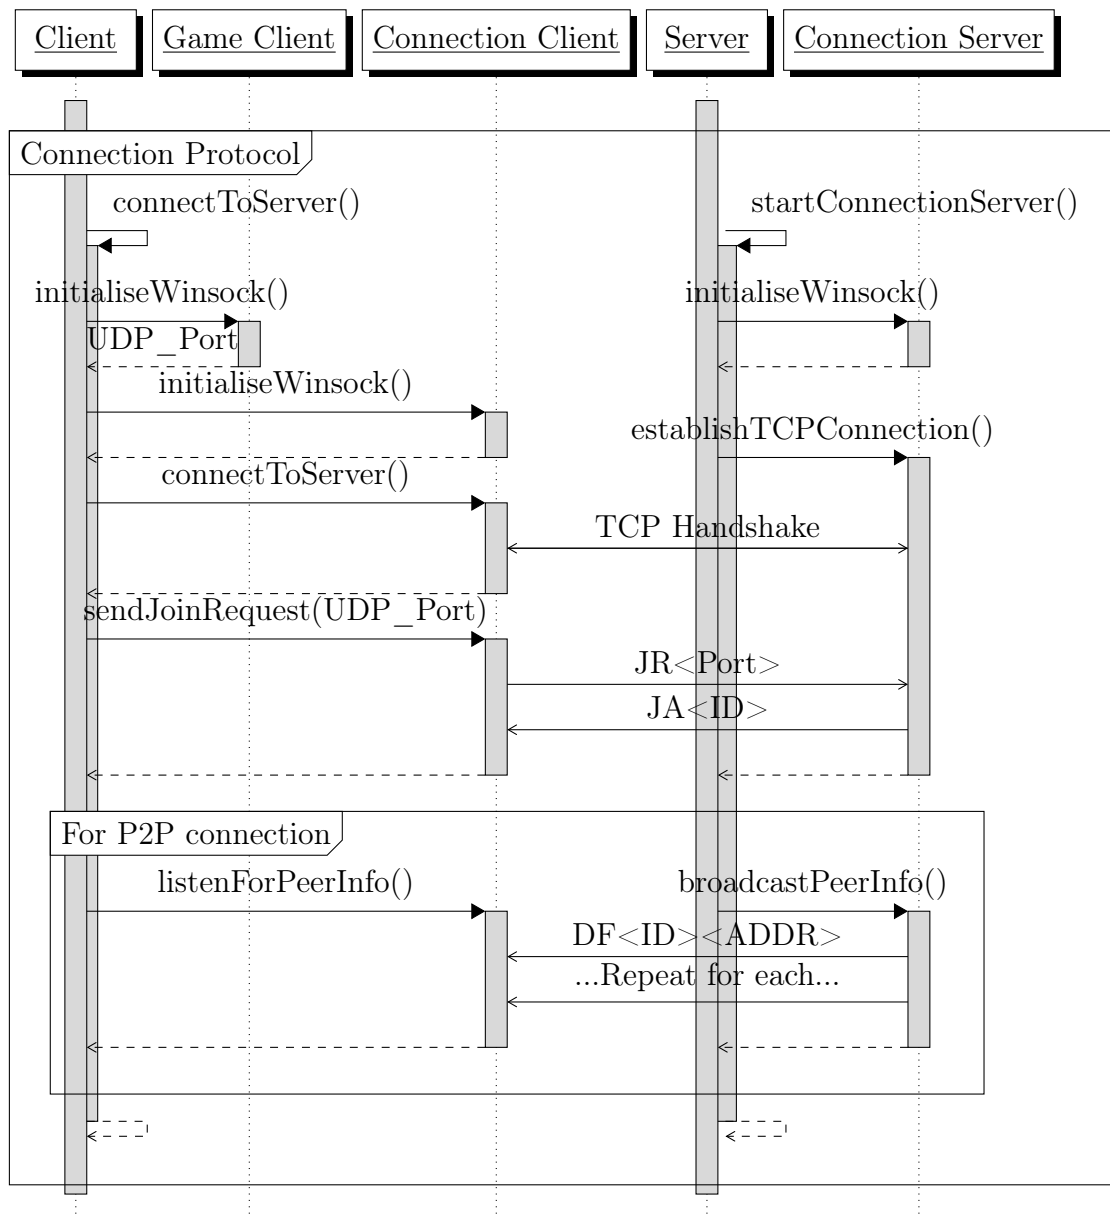 Client
Game Client
Connection Client
Server
Connection Server
Connection Protocol
connectToServer()
startConnectionServer()
initialiseWinsock()
initialiseWinsock()
UDP_Port
initialiseWinsock()
establishTCPConnection()
connectToServer()
TCP Handshake
sendJoinRequest(UDP_Port)
JR<Port>
JA<ID>
For P2P connection
listenForPeerInfo()
broadcastPeerInfo()
DF<ID><ADDR>
...Repeat for each...